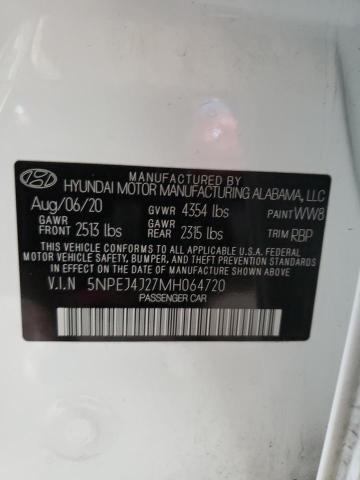 MANUFACTURED BY
HYUNDAI MOTOR MANUFACTURING ALABAMA, LLC
Aug/06/20 GVWR 4354 lbs PAINT WW8
GAWR FRONT 2513 lbs GAWR REAR 2315 lbs TRIM RBP
THIS VEHICLE CONFORMS TO ALL APPLICABLE U.S.A. FEDERAL
MOTOR VEHICLE SAFETY, BUMPER, AND THEFT PREVENTION STANDARDS
IN EFFECT ON THE DATE OF MANUFACTURE SHOWN ABOVE.
V.I.N 5NPEJ4J27MH064720
PASSENGER CAR